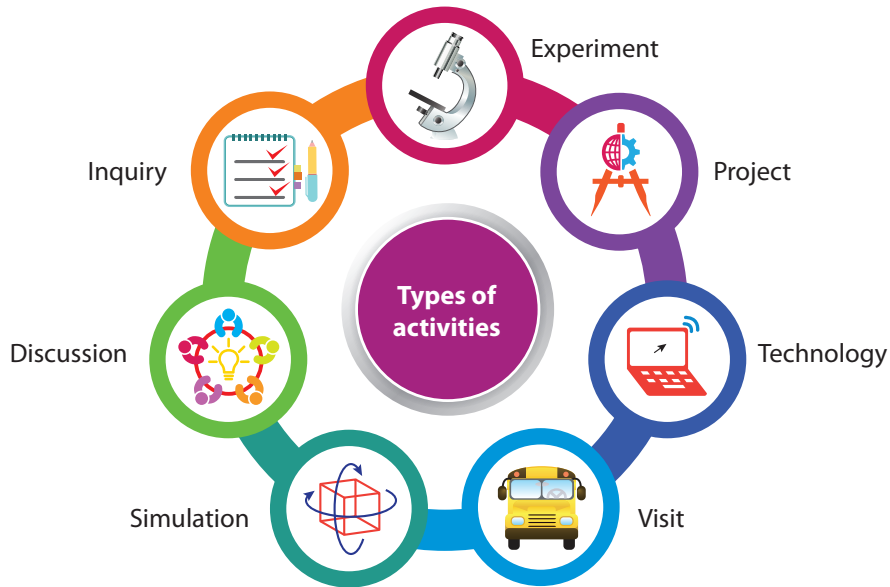 Experiment
Project
Technology
Visit
Simulation
Discussion
Inquiry
Types of
activities